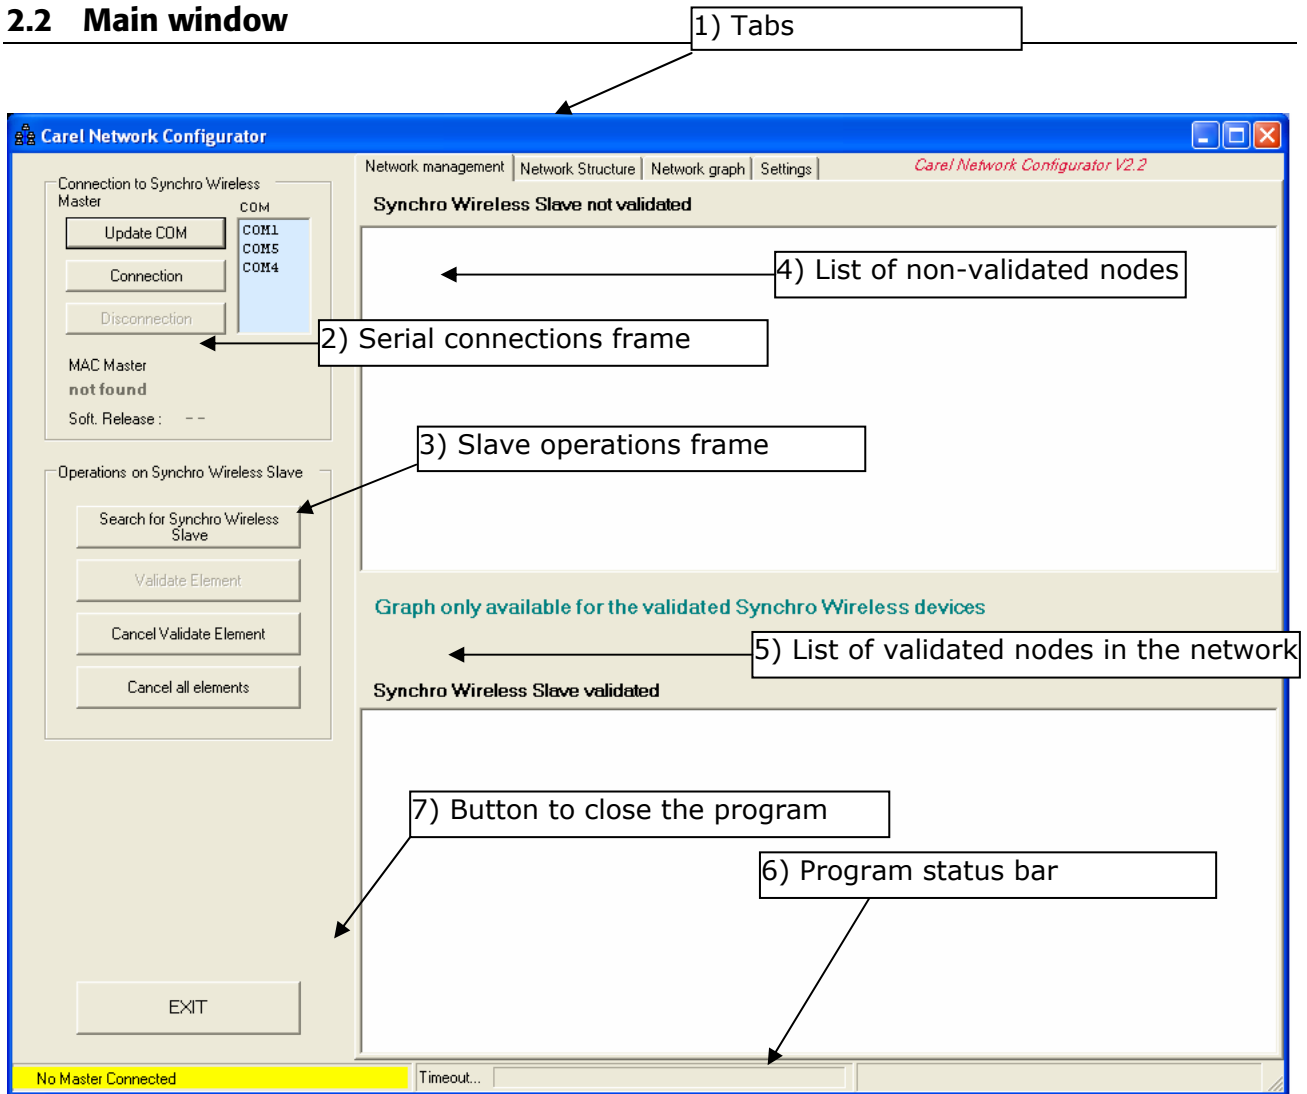 2.2 Main window
1) Tabs
Carel Network Configurator
Network management
Network Structure
Network graph
Settings
Carel Network Configurator V2.2
Connection to Synchro Wireless
Master
COM
Update COM
Connection
Disconnection
COM1
COM5
COM4
MAC Master
not found
Soft. Release : --
Synchro Wireless Slave not validated
4) List of non-validated nodes
2) Serial connections frame
3) Slave operations frame
Operations on Synchro Wireless Slave
Search for Synchro Wireless
Slave
Validate Element
Cancel Validate Element
Cancel all elements
Graph only available for the validated Synchro Wireless devices
5) List of validated nodes in the network
Synchro Wireless Slave validated
7) Button to close the program
6) Program status bar
EXIT
No Master Connected
Timeout...